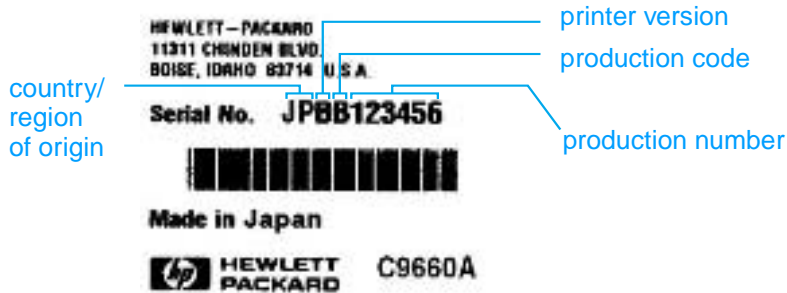 HEWLETT-PACKARD
11311 CHINDEN BLVD.
BOISE, IDAHO 83714 U.S.A.
printer version
production code
country/
region
of origin
Serial No. JPBB123456
production number
Made in Japan
hp HEWLETT
PACKARD
C9660A